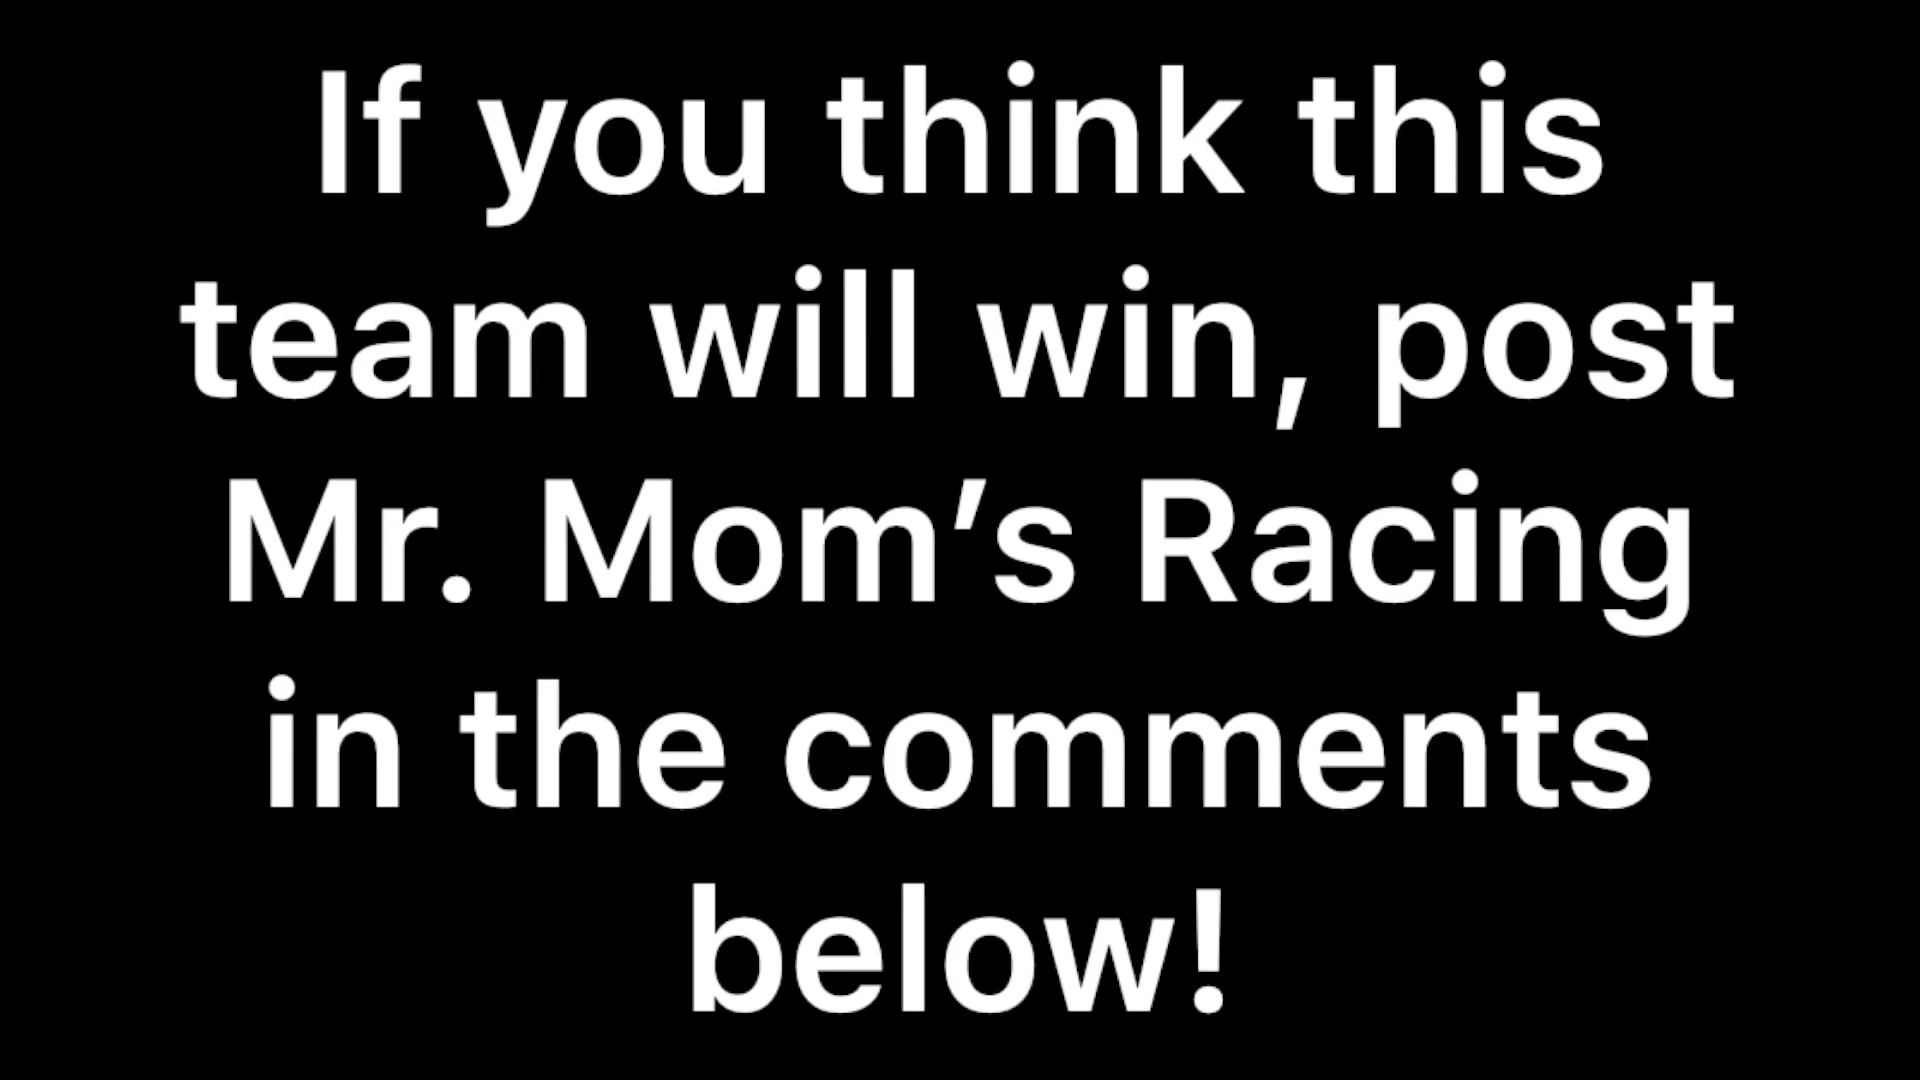 If you think this
team will win, post
Mr. Mom’s Racing
in the comments
below!